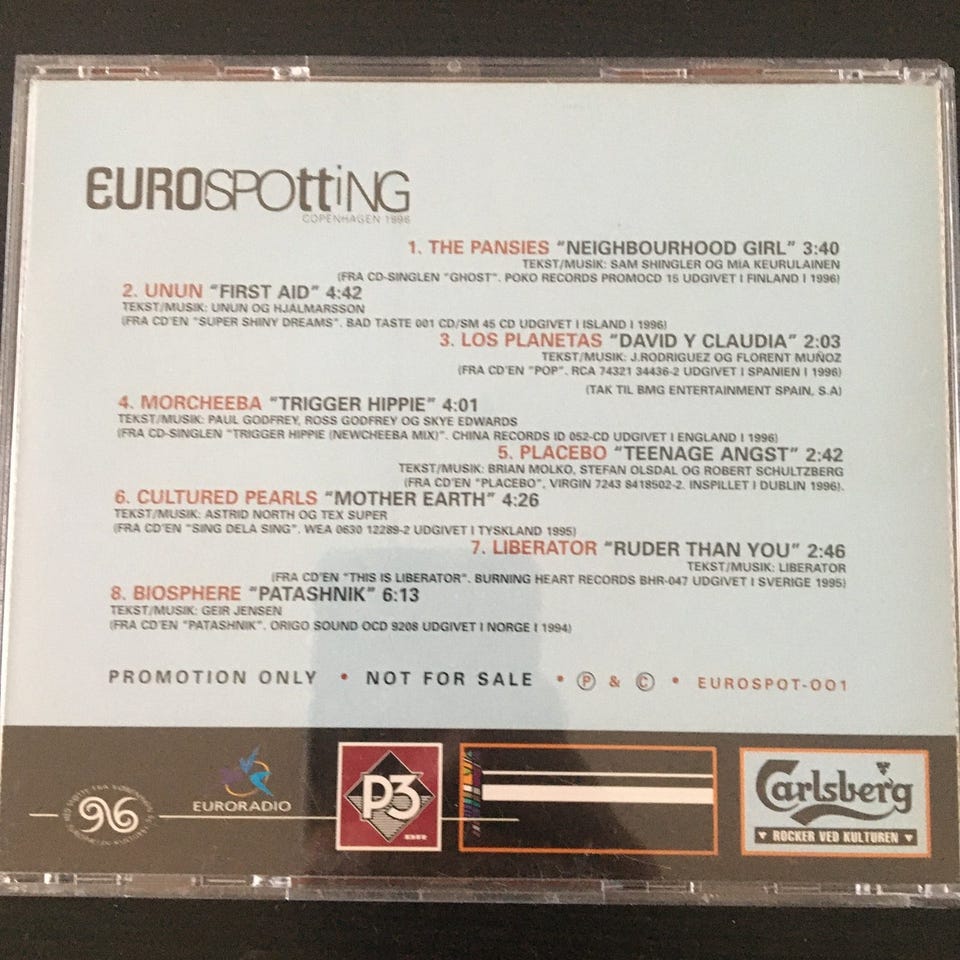 EUROSPOttiNG
COPENHAGEN 1996
1. THE PANSIES "NEIGHBOURHOOD GIRL" 3:40
TEKST/MUSIK: SAM SHINGLER OG MIA KEURULAINEN
(FRA CD-SINGLEN "GHOST". POKO RECORDS PROMOCD 15 UDGIVET I FINLAND I 1996)
2. UNUN "FIRST AID" 4:42
TEKST/MUSIK: UNUN OG HJALMARSSON
(FRA CD'EN "SUPER SHINY DREAMS". BAD TASTE 001 CD/SM 45 CD UDGIVET I ISLAND I 1996)
3. LOS PLANETAS "DAVID Y CLAUDIA" 2:03
TEKST/MUSIK: J.RODRIGUEZ OG FLORENT MUÑOZ
(FRA CD'EN "POP". RCA 74321 34436-2 UDGIVET I SPANIEN I 1996)
(TAK TIL BMG ENTERTAINMENT SPAIN, S.A)
4. MORCHEEBA "TRIGGER HIPPIE" 4:01
TEKST/MUSIK: PAUL GODFREY, ROSS GODFREY OG SKYE EDWARDS
(FRA CD-SINGLEN "TRIGGER HIPPIE (NEWCHEEBA MIX)". CHINA RECORDS ID 052-CD UDGIVET I ENGLAND I 1996)
5. PLACEBO "TEENAGE ANGST" 2:42
TEKST/MUSIK: BRIAN MOLKO, STEFAN OLSDAL OG ROBERT SCHULTZBERG
(FRA CD'EN "PLACEBO", VIRGIN 7243 8418502-2. INSPILLET I DUBLIN 1996).
6. CULTURED PEARLS "MOTHER EARTH" 4:26
TEKST/MUSIK: ASTRID NORTH OG TEX SUPER
(FRA CD'EN "SING DELA SING". WEA 0630 12289-2 UDGIVET I TYSKLAND 1995)
7. LIBERATOR "RUDER THAN YOU" 2:46
TEKST/MUSIK: LIBERATOR
(FRA CD'EN "THIS IS LIBERATOR". BURNING HEART RECORDS BHR-047 UDGIVET I SVERIGE 1995)
8. BIOSPHERE "PATASHNIK" 6:13
TEKST/MUSIK: GEIR JENSEN
(FRA CD'EN "PATASHNIK". ORIGO SOUND OCD 9208 UDGIVET I NORGE I 1994)
PROMOTION ONLY • NOT FOR SALE • Ⓟ & © • EUROSPOT-001
96
EURORADIO
P3
DR
Carlsberg
▼ ROCKER VED KULTUREN ▼